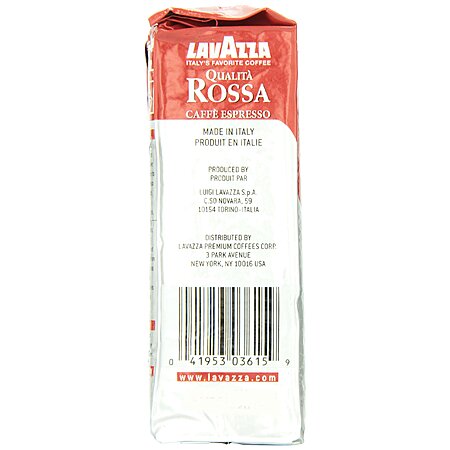 LAVAZZA
ITALY'S FAVORITE COFFEE
QUALITÀ
ROSSA
CAFFÈ ESPRESSO
MADE IN ITALY
PRODUIT EN ITALIE
PRODUCED BY
PRODUIT PAR
LUIGI LAVAZZA S.p.A.
C.SO NOVARA, 59
10154 TORINO-ITALIA
DISTRIBUTED BY
LAVAZZA PREMIUM COFFEES CORP.
3 PARK AVENUE
NEW YORK, NY 10016 USA
0 41953 03615 9
www.lavazza.com